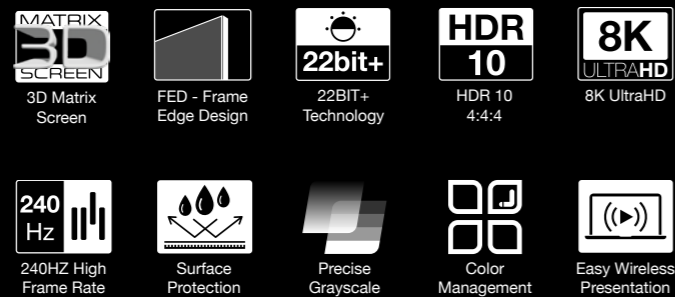 MATRIX
3D
SCREEN
3D Matrix
Screen
FED - Frame
Edge Design
22bit+
22BIT+
Technology
HDR
10
HDR 10
4:4:4
8K
ULTRAHD
8K UltraHD
240
Hz
240HZ High
Frame Rate
Surface
Protection
Precise
Grayscale
Color
Management
Easy Wireless
Presentation